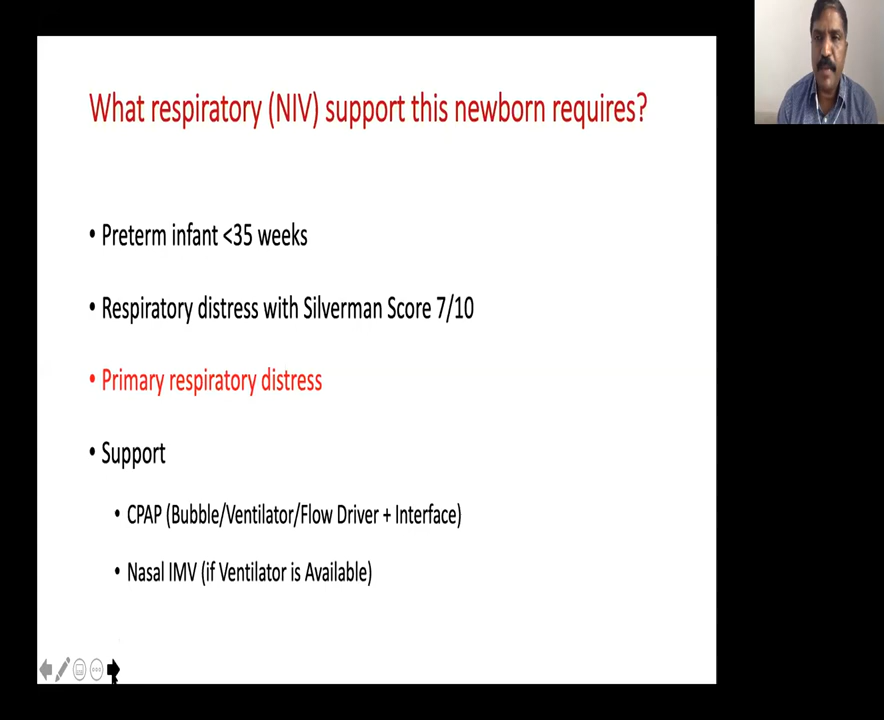 What respiratory (NIV) support this newborn requires?
• Preterm infant <35 weeks
• Respiratory distress with Silverman Score 7/10
• Primary respiratory distress
• Support
• CPAP (Bubble/Ventilator/Flow Driver + Interface)
• Nasal IMV (if Ventilator is Available)